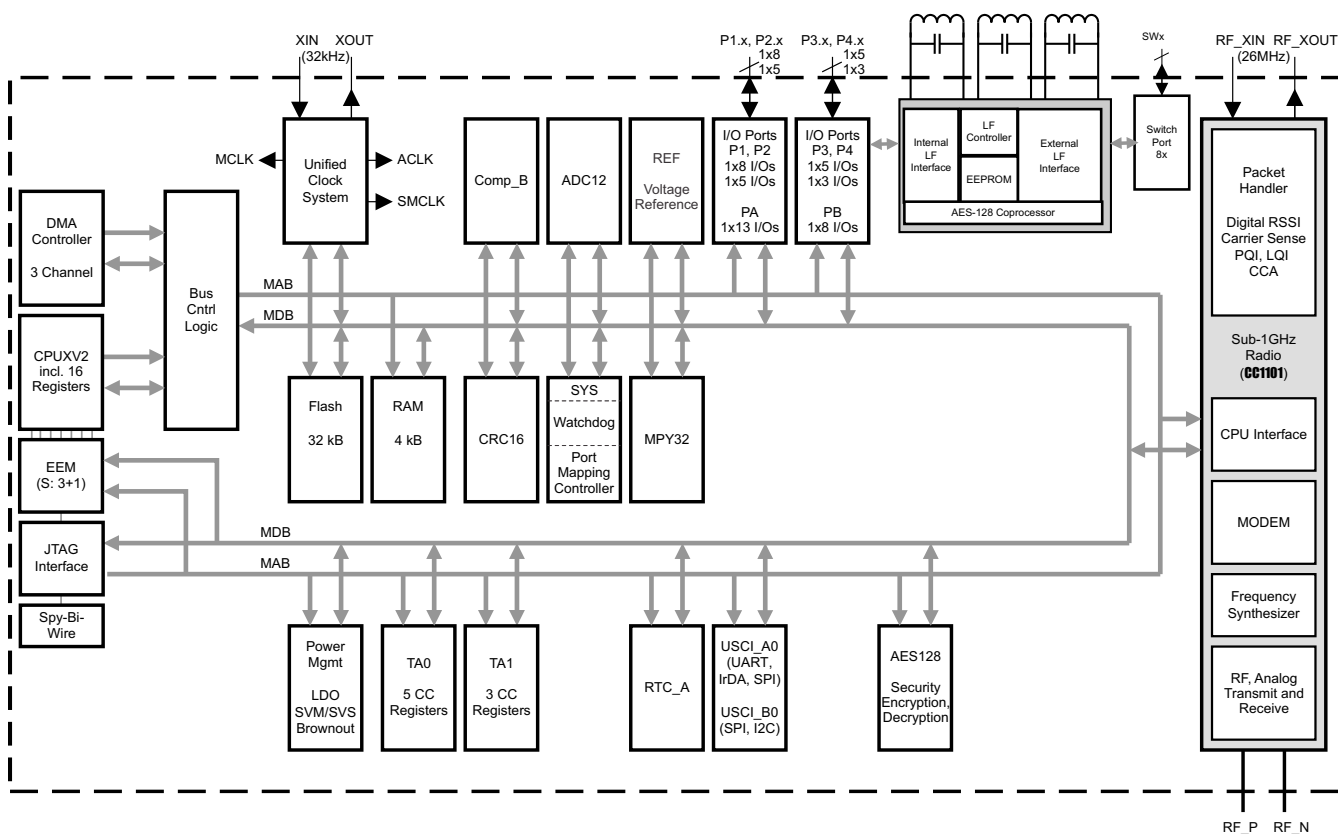 XIN XOUT
(32kHz)
P1.x, P2.x
1x8
1x5
P3.x, P4.x
1x5
1x3
SWx
RF_XIN RF_XOUT
(26MHz)
MCLK
Unified
Clock
System
ACLK
SMCLK
Comp_B
ADC12
REF
Voltage
Reference
I/O Ports
P1, P2
1x8 I/Os
1x5 I/Os
PA
1x13 I/Os
I/O Ports
P3, P4
1x5 I/Os
1x3 I/Os
PB
1x8 I/Os
Internal
LF
Interface
LF
Controller
EEPROM
External
LF
Interface
AES-128 Coprocessor
Switch
Port
8x
Packet
Handler
Digital RSSI
Carrier Sense
PQI, LQI
CCA
DMA
Controller
3 Channel
Bus
Cntrl
Logic
MAB
MDB
CPUXV2
incl. 16
Registers
Sub-1GHz
Radio
(CC1101)
Flash
32 kB
RAM
4 kB
CRC16
SYS
Watchdog
Port
Mapping
Controller
MPY32
CPU Interface
EEM
(S: 3+1)
MODEM
JTAG
Interface
MDB
MAB
Spy-Bi-
Wire
Frequency
Synthesizer
Power
Mgmt
LDO
SVM/SVS
Brownout
TA0
5 CC
Registers
TA1
3 CC
Registers
RTC_A
USCI_A0
(UART,
IrDA, SPI)
USCI_B0
(SPI, I2C)
AES128
Security
Encryption,
Decryption
RF, Analog
Transmit and
Receive
RF_P RF_N